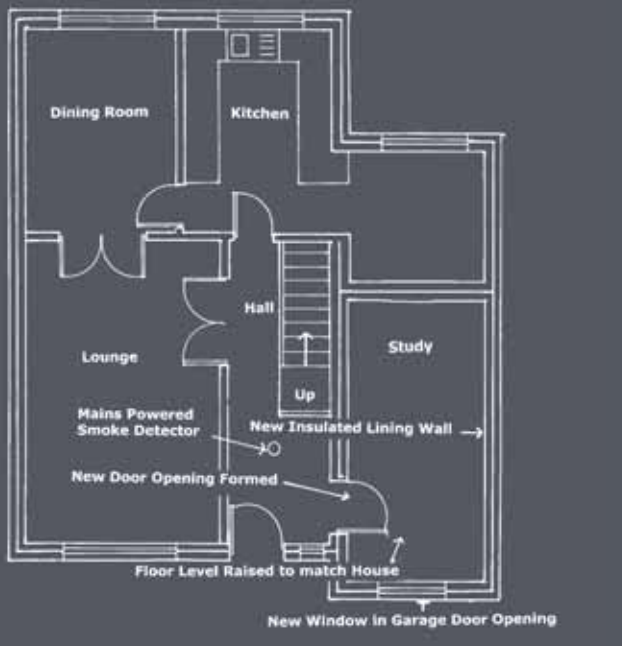 Dining Room
Kitchen
Hall
Study
Lounge
Up
Mains Powered
Smoke Detector
New Insulated Lining Wall
New Door Opening Formed
Floor Level Raised to match House
New Window in Garage Door Opening